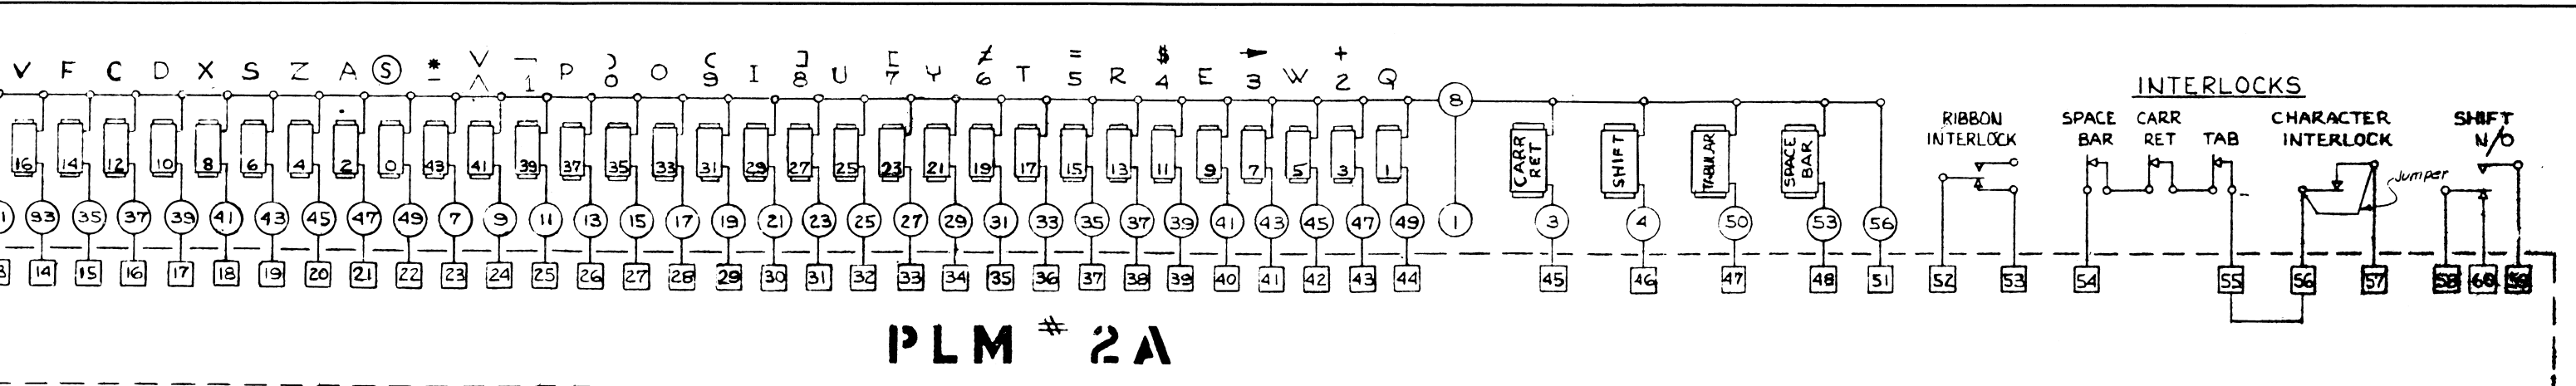 ∨ ¬ ) ( ] [ ≠ = $ → +
V F C D X S Z A Ⓢ * - ∧ 1 P 0 O 9 I 8 U 7 Y 6 T 5 R 4 E 3 W 2 Q
8
INTERLOCKS
RIBBON INTERLOCK
SPACE BAR
CARR RET
TAB
CHARACTER INTERLOCK
SHIFT N/O
16 14 12 10 8 6 4 2 0 43 41 39 37 35 33 31 29 27 25 23 21 19 17 15 13 11 9 7 5 3 1
CARR RET
SHIFT
TABULAR
SPACE BAR
Jumper
1 33 35 37 39 41 43 45 47 49 7 9 11 13 15 17 19 21 23 25 27 29 31 33 35 37 39 41 43 45 47 49 1 3 4 50 53 56
14 15 16 17 18 19 20 21 22 23 24 25 26 27 28 29 30 31 32 33 34 35 36 37 38 39 40 41 42 43 44 45 46 47 48 51 52 53 54 55 56 57 58 60 59
PLM # 2A